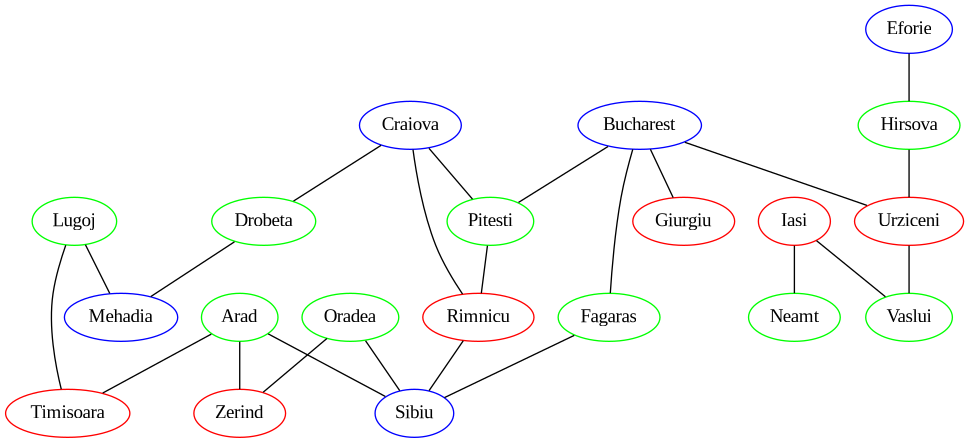 Eforie
Craiova
Bucharest
Hirsova
Lugoj
Drobeta
Pitesti
Giurgiu
Iasi
Urziceni
Mehadia
Arad
Oradea
Rimnicu
Fagaras
Neamt
Vaslui
Timisoara
Zerind
Sibiu